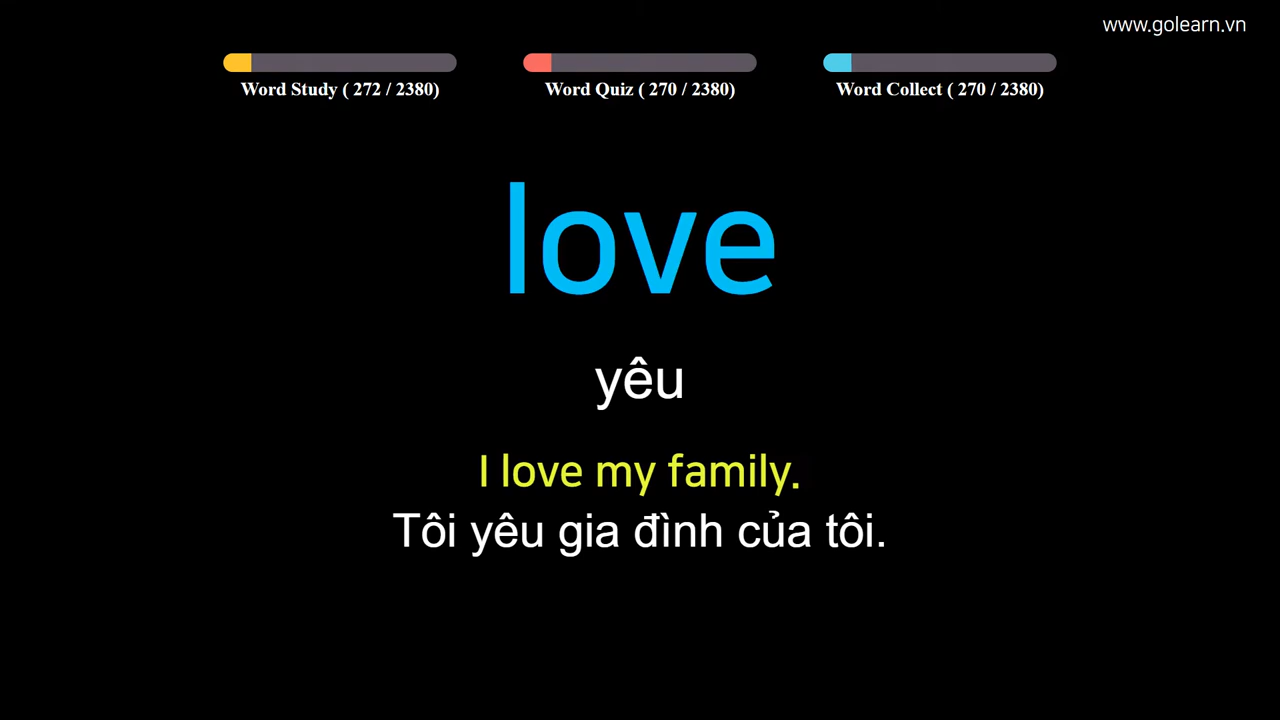 www.golearn.vn
Word Study ( 272 / 2380)
Word Quiz ( 270 / 2380)
Word Collect ( 270 / 2380)
love
yêu
I love my family.
Tôi yêu gia đình của tôi.